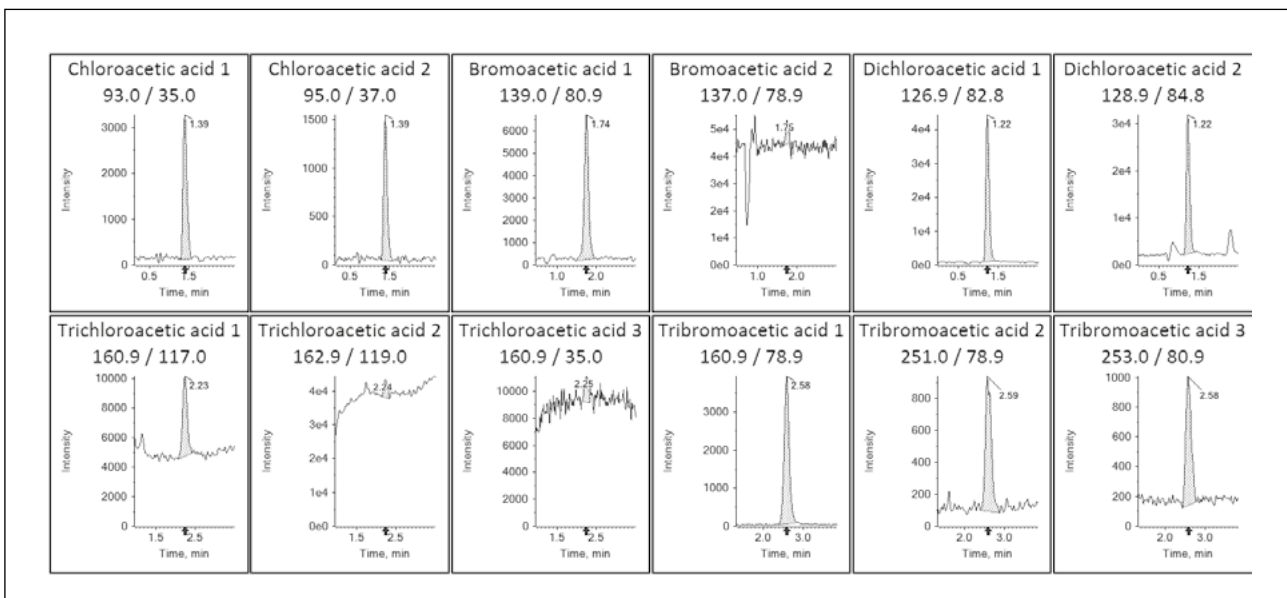 Chloroacetic acid 1
93.0 / 35.0
3000
2000
1000
0
Intensity
1.39
0.5 1.5
Time, min
Chloroacetic acid 2
95.0 / 37.0
1500
1000
500
0
Intensity
1.39
0.5 1.5
Time, min
Bromoacetic acid 1
139.0 / 80.9
6000
5000
4000
3000
2000
1000
0
Intensity
1.74
1.0 2.0
Time, min
Bromoacetic acid 2
137.0 / 78.9
5e4
4e4
3e4
2e4
1e4
0e0
Intensity
1.75
1.0 2.0
Time, min
Dichloroacetic acid 1
126.9 / 82.8
4e4
3e4
2e4
1e4
0e0
Intensity
1.22
0.5 1.5
Time, min
Dichloroacetic acid 2
128.9 / 84.8
3e4
2e4
1e4
0e0
Intensity
1.22
0.5 1.5
Time, min
Trichloroacetic acid 1
160.9 / 117.0
10000
8000
6000
4000
2000
0
Intensity
2.23
1.5 2.5
Time, min
Trichloroacetic acid 2
162.9 / 119.0
4e4
3e4
2e4
1e4
0e0
Intensity
2.24
1.5 2.5
Time, min
Trichloroacetic acid 3
160.9 / 35.0
10000
8000
6000
4000
2000
0
Intensity
2.25
1.5 2.5
Time, min
Tribromoacetic acid 1
160.9 / 78.9
3000
2000
1000
0
Intensity
2.58
2.0 3.0
Time, min
Tribromoacetic acid 2
251.0 / 78.9
800
600
400
200
0
Intensity
2.59
2.0 3.0
Time, min
Tribromoacetic acid 3
253.0 / 80.9
1000
800
600
400
200
0
Intensity
2.58
2.0 3.0
Time, min